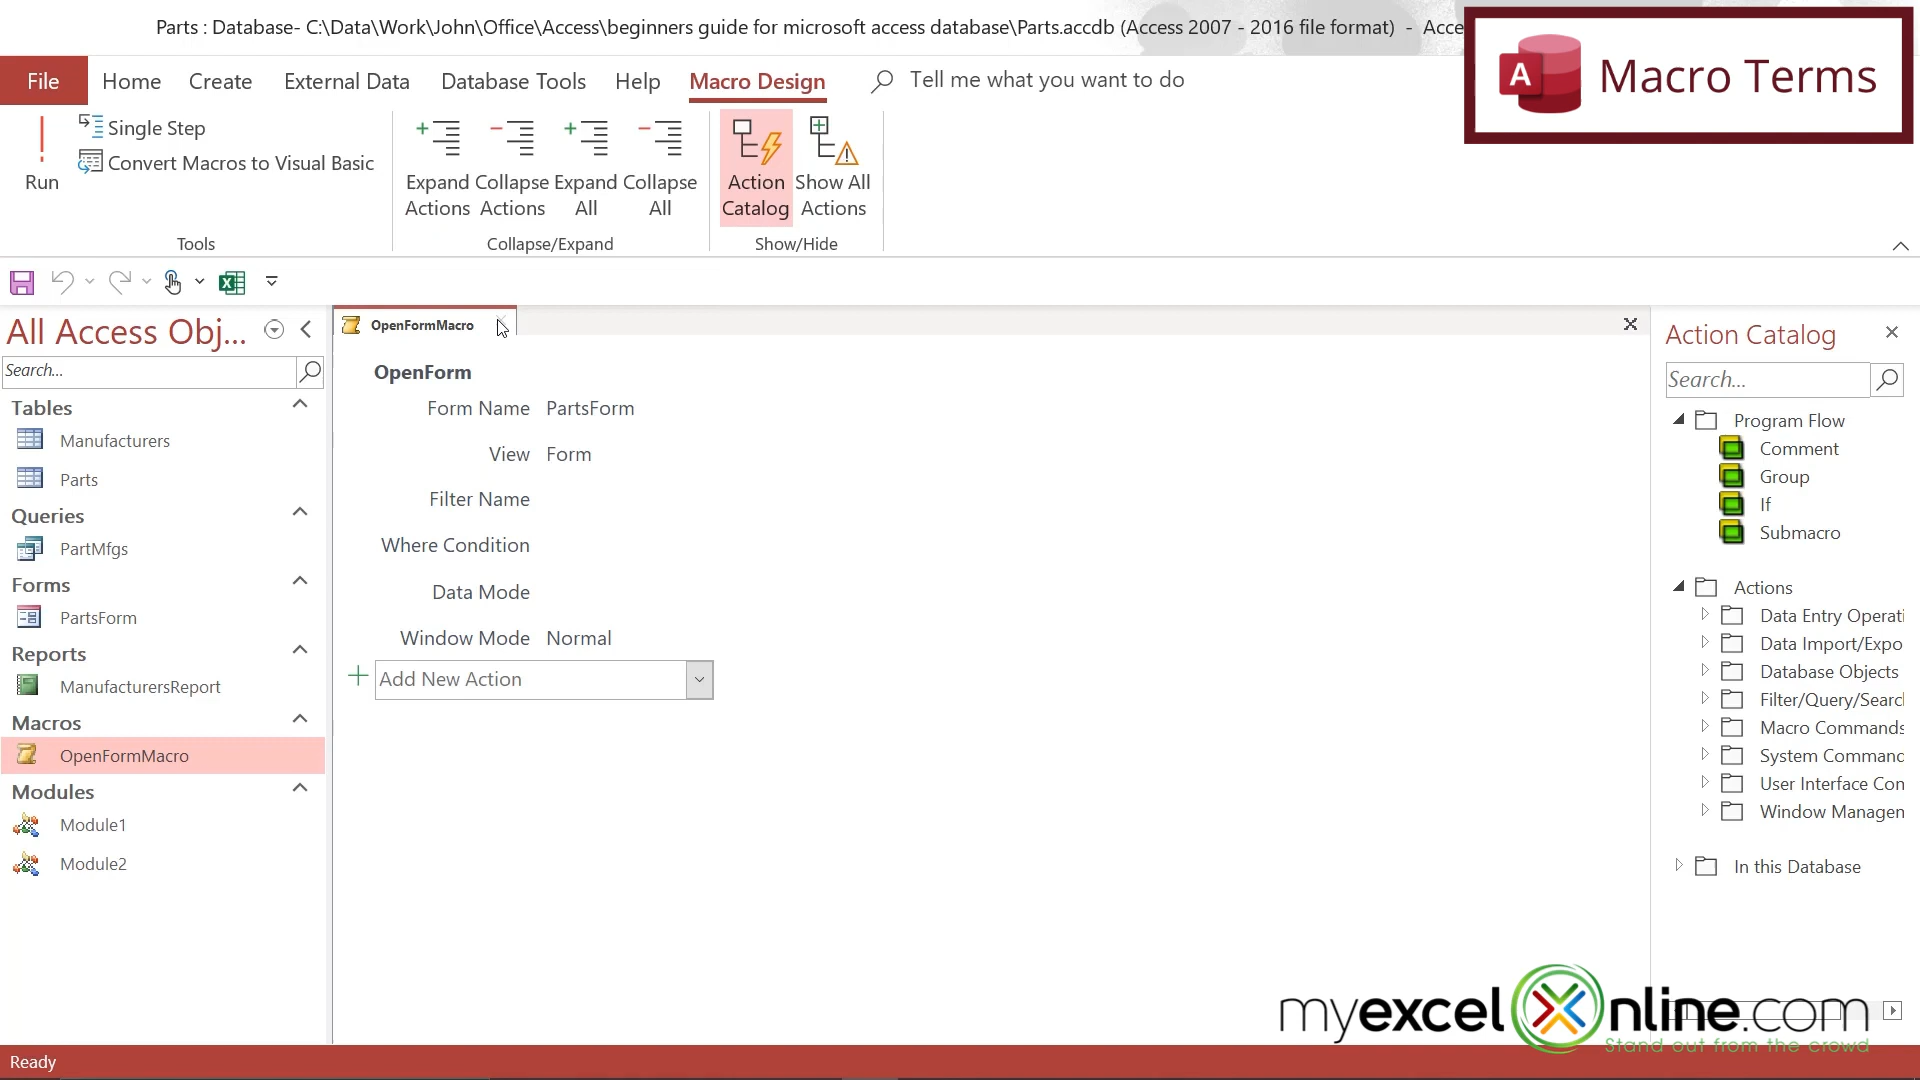 Parts : Database- C:\Data\Work\John\Office\Access\beginners guide for microsoft access database\Parts.accdb (Access 2007 - 2016 file format) - Acce
A Macro Terms
File Home Create External Data Database Tools Help Macro Design Tell me what you want to do
Run
Single Step
Convert Macros to Visual Basic
Tools
Expand Actions
Collapse Actions
Expand All
Collapse All
Collapse/Expand
Action Catalog
Show All Actions
Show/Hide
All Access Obj...
Search...
Tables
Manufacturers
Parts
Queries
PartMfgs
Forms
PartsForm
Reports
ManufacturersReport
Macros
OpenFormMacro
Modules
Module1
Module2
OpenFormMacro
OpenForm
Form Name PartsForm
View Form
Filter Name
Where Condition
Data Mode
Window Mode Normal
Add New Action
Action Catalog
Search...
Program Flow
Comment
Group
If
Submacro
Actions
Data Entry Operati
Data Import/Expo
Database Objects
Filter/Query/Searc
Macro Commands
System Command
User Interface Con
Window Managen
In this Database
myexcelOnline.com
Stand out from the crowd
Ready